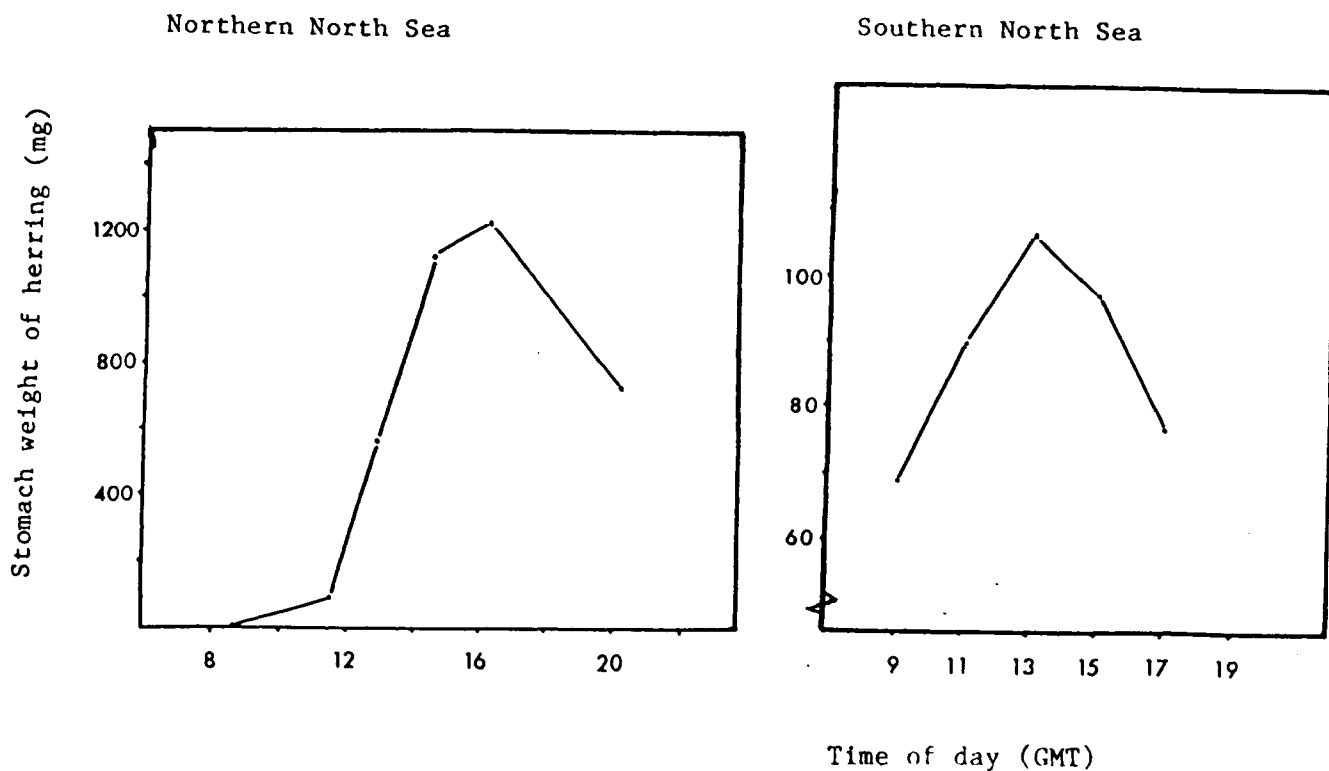 Northern North Sea
Southern North Sea
Stomach weight of herring (mg)
1200
800
400
8 12 16 20
100
80
60
9 11 13 15 17 19
Time of day (GMT)